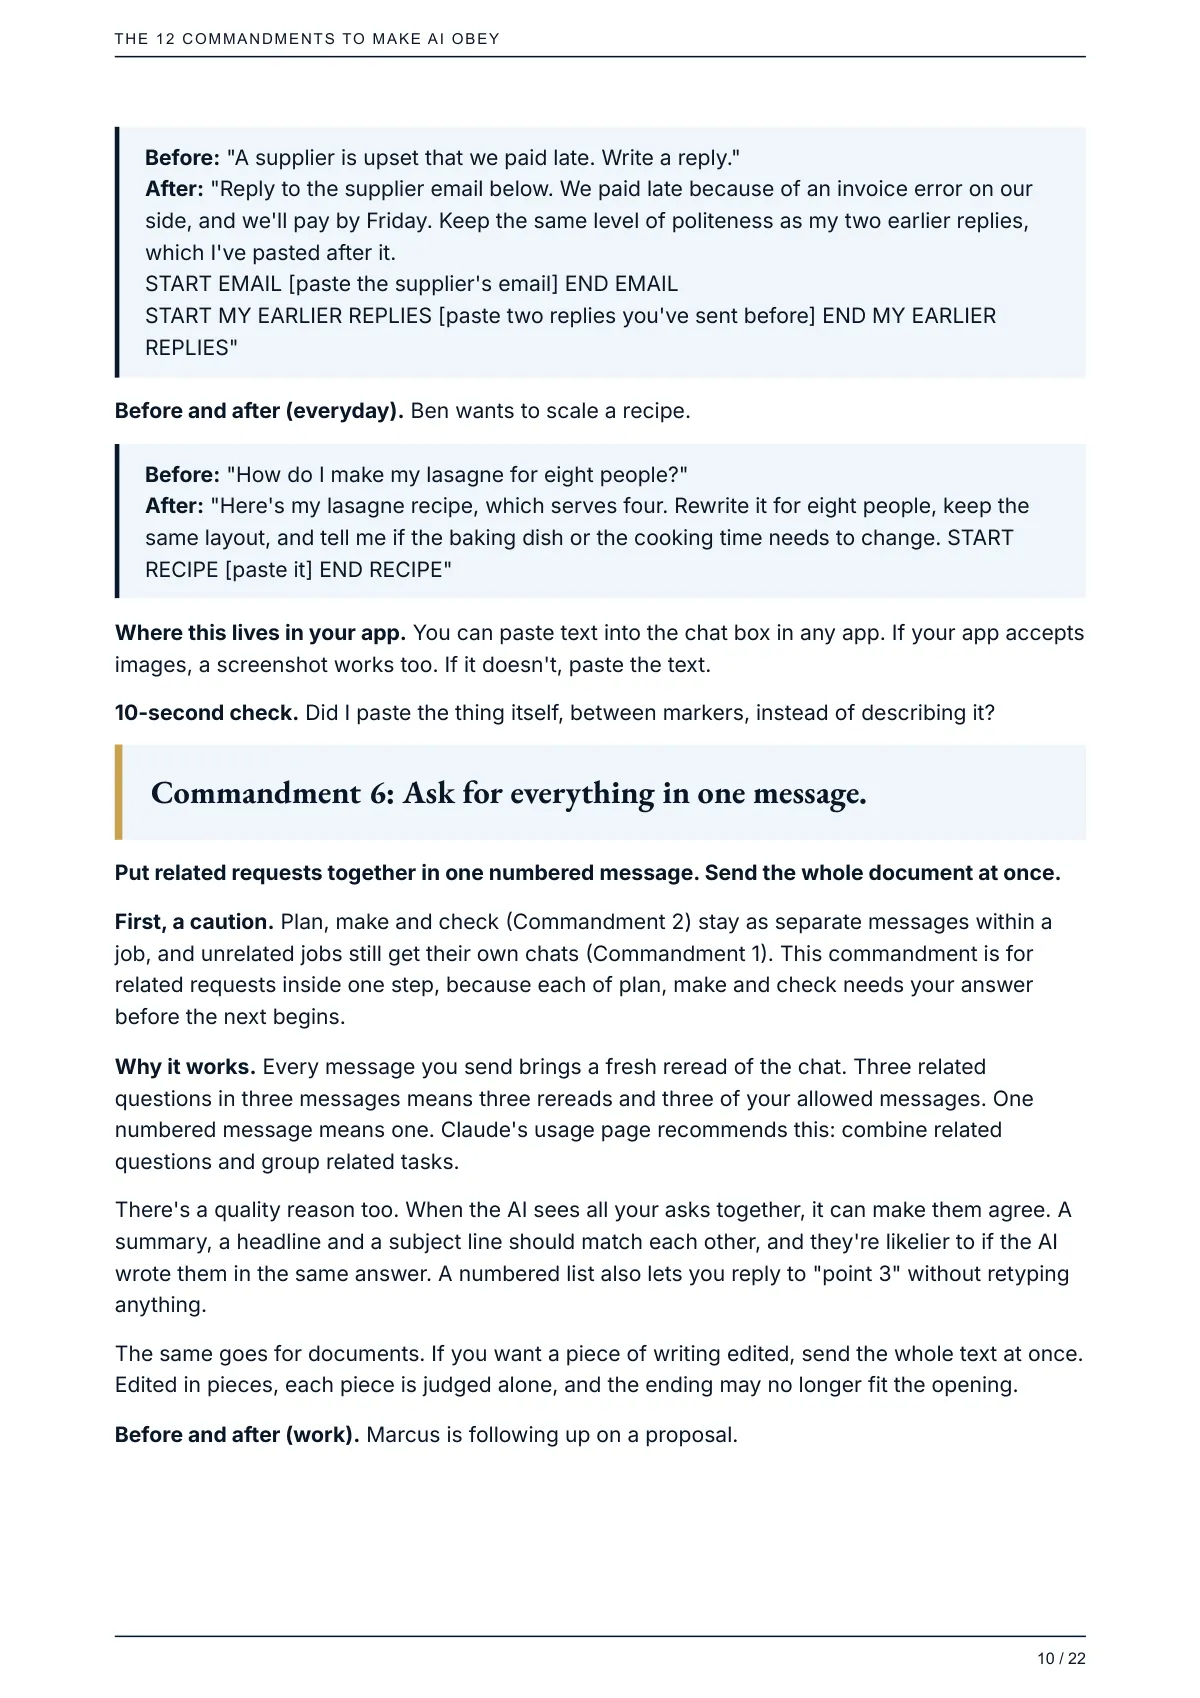 THE 12 COMMANDMENTS TO MAKE AI OBEY
Before: "A supplier is upset that we paid late. Write a reply."
After: "Reply to the supplier email below. We paid late because of an invoice error on our
side, and we'll pay by Friday. Keep the same level of politeness as my two earlier replies,
which I've pasted after it.
START EMAIL [paste the supplier's email] END EMAIL
START MY EARLIER REPLIES [paste two replies you've sent before] END MY EARLIER
REPLIES"
Before and after (everyday). Ben wants to scale a recipe.
Before: "How do I make my lasagne for eight people?"
After: "Here's my lasagne recipe, which serves four. Rewrite it for eight people, keep the
same layout, and tell me if the baking dish or the cooking time needs to change. START
RECIPE [paste it] END RECIPE"
Where this lives in your app. You can paste text into the chat box in any app. If your app accepts
images, a screenshot works too. If it doesn't, paste the text.
10-second check. Did I paste the thing itself, between markers, instead of describing it?
Commandment 6: Ask for everything in one message.
Put related requests together in one numbered message. Send the whole document at once.
First, a caution. Plan, make and check (Commandment 2) stay as separate messages within a
job, and unrelated jobs still get their own chats (Commandment 1). This commandment is for
related requests inside one step, because each of plan, make and check needs your answer
before the next begins.
Why it works. Every message you send brings a fresh reread of the chat. Three related
questions in three messages means three rereads and three of your allowed messages. One
numbered message means one. Claude's usage page recommends this: combine related
questions and group related tasks.
There's a quality reason too. When the AI sees all your asks together, it can make them agree. A
summary, a headline and a subject line should match each other, and they're likelier to if the AI
wrote them in the same answer. A numbered list also lets you reply to "point 3" without retyping
anything.
The same goes for documents. If you want a piece of writing edited, send the whole text at once.
Edited in pieces, each piece is judged alone, and the ending may no longer fit the opening.
Before and after (work). Marcus is following up on a proposal.
10 / 22